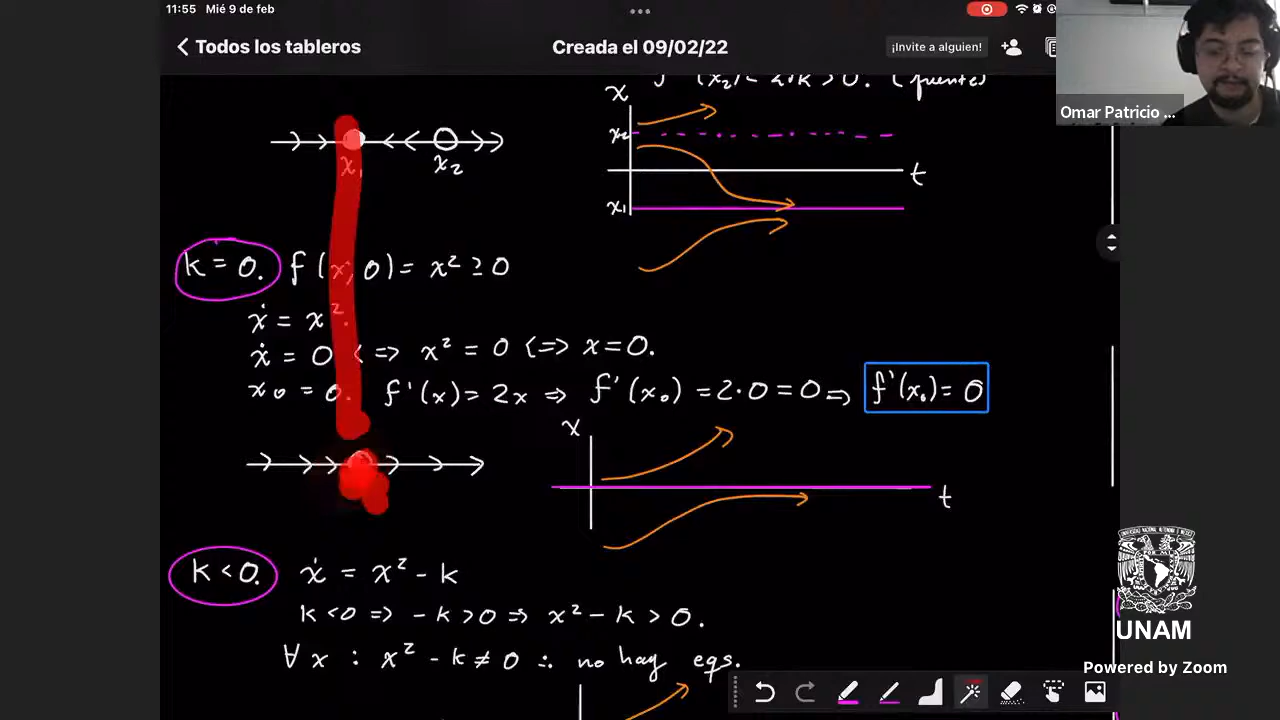 11:55 Mié 9 de feb
Todos los tableros
Creada el 09/02/22
¡Invite a alguien!
Omar Patricio ...
x
x₂
t
x₁
x₁ x₂
k = 0. f(x, 0) = x² ≥ 0
ẋ = x².
ẋ = 0 <=> x² = 0 <=> x = 0.
x₀ = 0. f'(x) = 2x => f'(x₀) = 2·0 = 0 => f'(x₀) = 0
x
t
k < 0. ẋ = x² - k
k < 0 => -k > 0 => x² - k > 0.
∀ x : x² - k ≠ 0 ∴ no hay eqs.
UNAM
Powered by Zoom